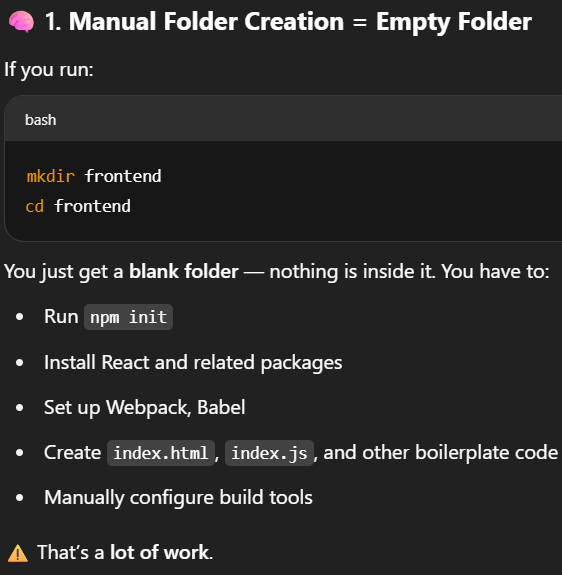 🧠 1. Manual Folder Creation = Empty Folder
If you run:
bash
mkdir frontend
cd frontend
You just get a blank folder — nothing is inside it. You have to:
• Run npm init
• Install React and related packages
• Set up Webpack, Babel
• Create index.html, index.js, and other boilerplate code
• Manually configure build tools
⚠️ That's a lot of work.